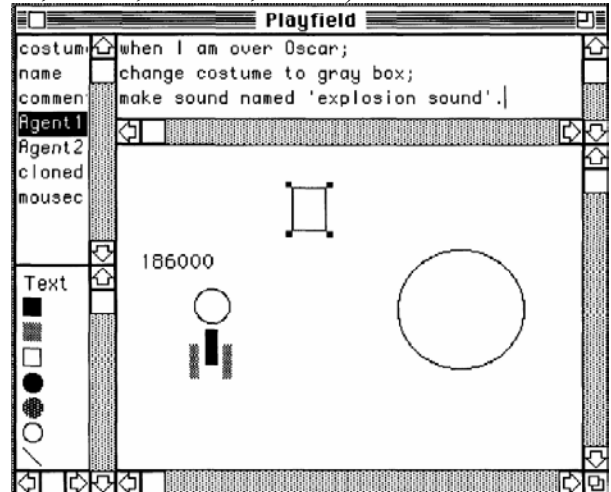 Playfield
costum
name
commen
Agent1
Agent2
cloned
mousec
when I am over Oscar;
change costume to gray box;
make sound named 'explosion sound'.
186000
Text